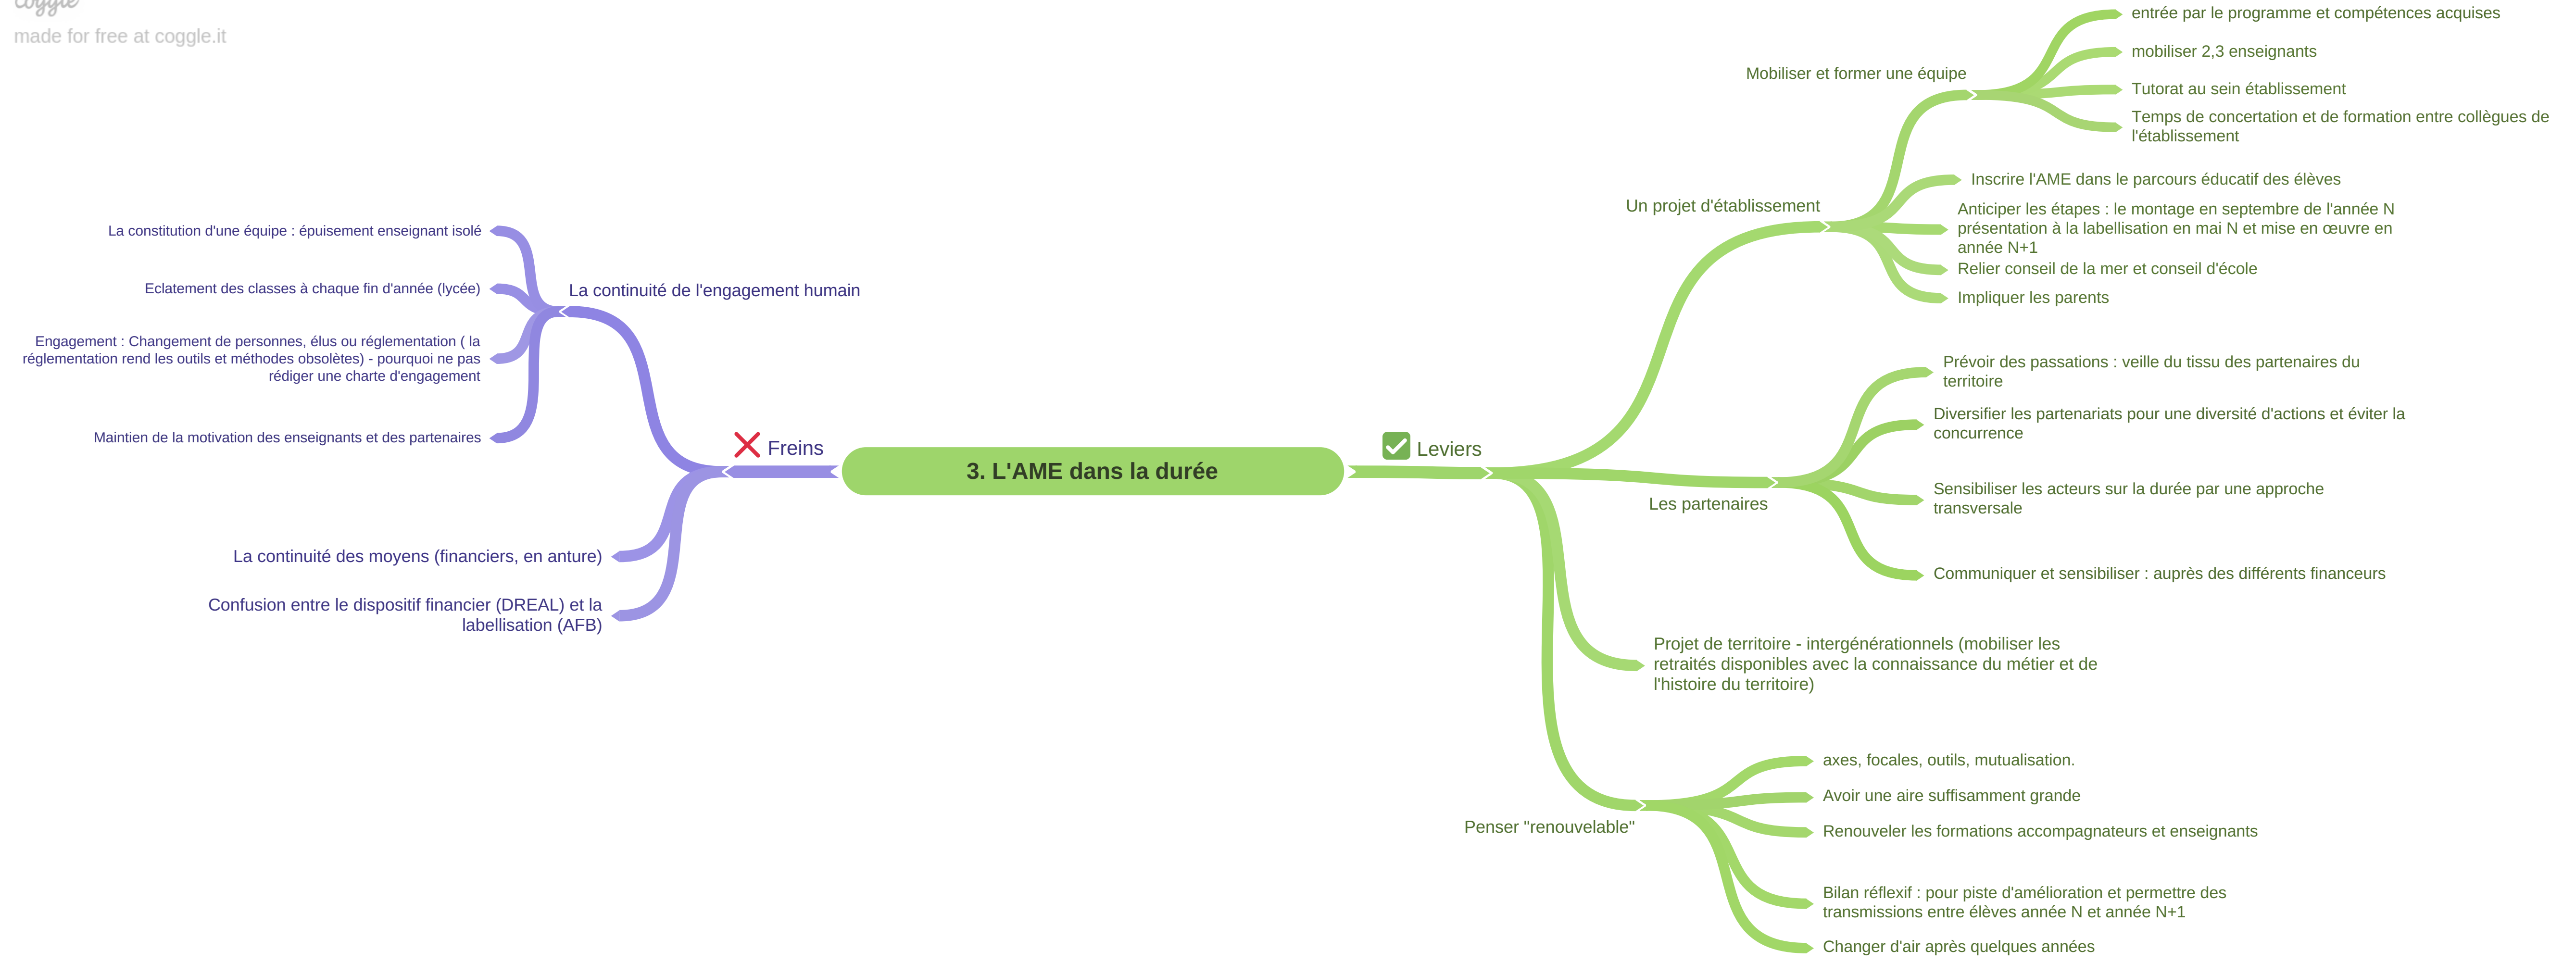 coggle
made for free at coggle.it
3. L'AME dans la durée
Freins
La continuité de l'engagement humain
La constitution d'une équipe : épuisement enseignant isolé
Eclatement des classes à chaque fin d'année (lycée)
Engagement : Changement de personnes, élus ou réglementation ( la
réglementation rend les outils et méthodes obsolètes) - pourquoi ne pas
rédiger une charte d'engagement
Maintien de la motivation des enseignants et des partenaires
La continuité des moyens (financiers, en anture)
Confusion entre le dispositif financier (DREAL) et la
labellisation (AFB)
Leviers
Un projet d'établissement
Mobiliser et former une équipe
entrée par le programme et compétences acquises
mobiliser 2,3 enseignants
Tutorat au sein établissement
Temps de concertation et de formation entre collègues de
l'établissement
Inscrire l'AME dans le parcours éducatif des élèves
Anticiper les étapes : le montage en septembre de l'année N
présentation à la labellisation en mai N et mise en œuvre en
année N+1
Relier conseil de la mer et conseil d'école
Impliquer les parents
Les partenaires
Prévoir des passations : veille du tissu des partenaires du
territoire
Diversifier les partenariats pour une diversité d'actions et éviter la
concurrence
Sensibiliser les acteurs sur la durée par une approche
transversale
Communiquer et sensibiliser : auprès des différents financeurs
Projet de territoire - intergénérationnels (mobiliser les
retraités disponibles avec la connaissance du métier et de
l'histoire du territoire)
Penser "renouvelable"
axes, focales, outils, mutualisation.
Avoir une aire suffisamment grande
Renouveler les formations accompagnateurs et enseignants
Bilan réflexif : pour piste d'amélioration et permettre des
transmissions entre élèves année N et année N+1
Changer d'air après quelques années